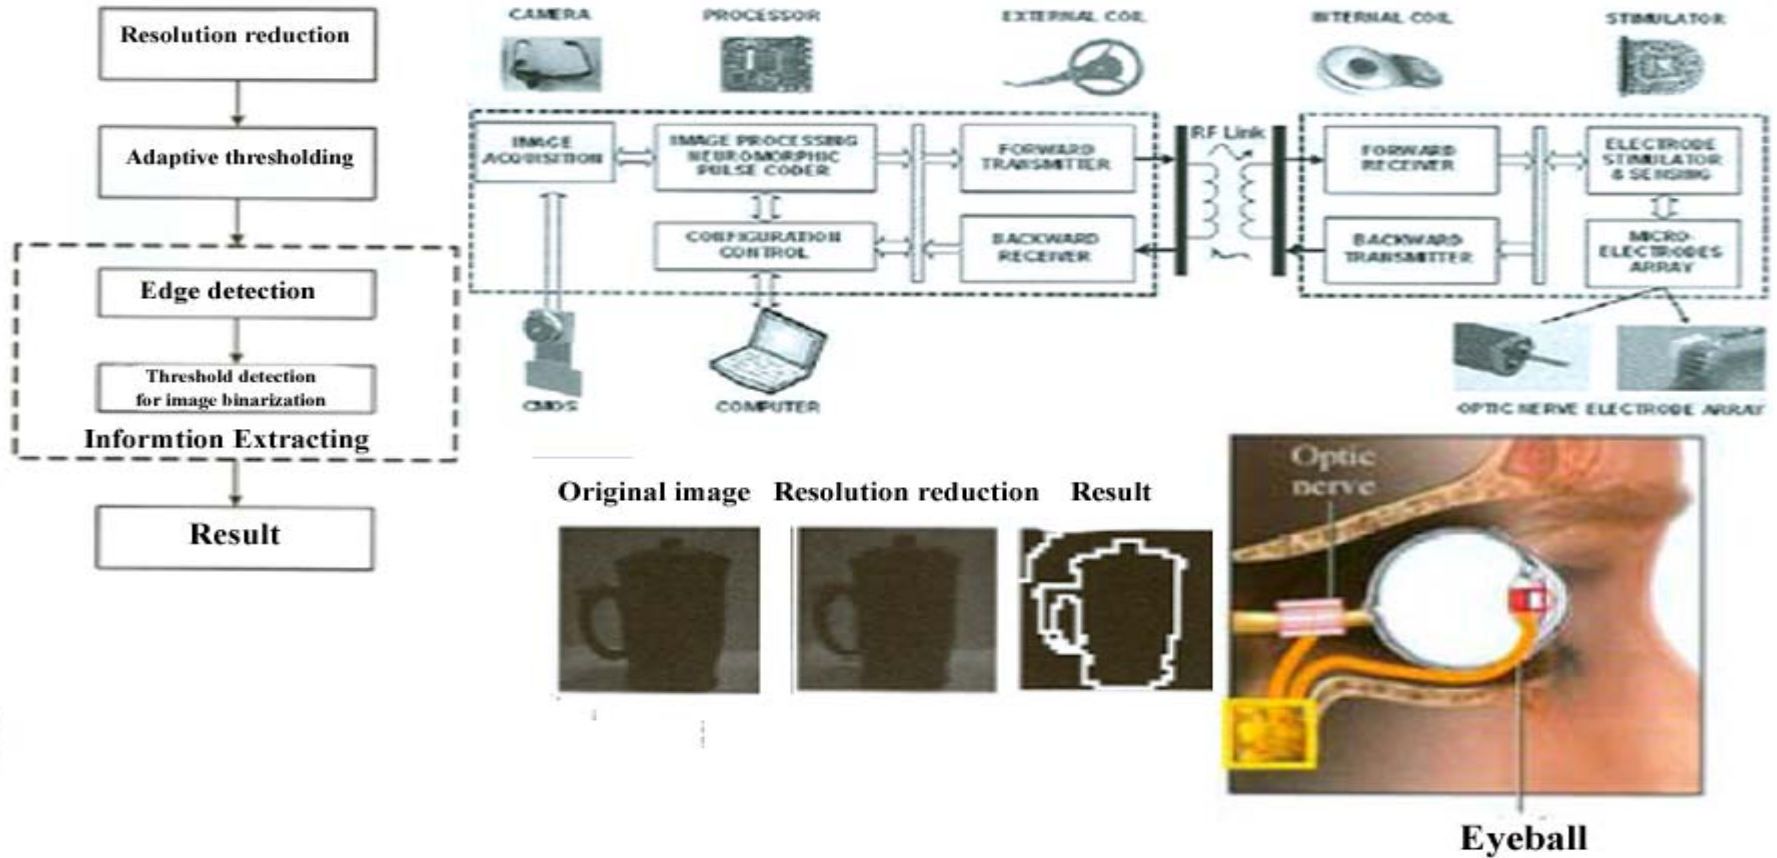 Resolution reduction
Adaptive thresholding
Edge detection
Threshold detection
for image binarization
Informtion Extracting
Result
CAMERA
PROCESSOR
EXTERNAL COIL
INTERNAL COIL
STIMULATOR
IMAGE
ACQUISITION
IMAGE PROCESSING
NEUROMORPHIC
PULSE CODER
FORWARD
TRANSMITTER
RF Link
FORWARD
RECEIVER
ELECTRODE
STIMULATOR
& SENSING
CONFIGURATION
CONTROL
BACKWARD
RECEIVER
BACKWARD
TRANSMITTER
MICRO-
ELECTRODES
ARRAY
CMOS
COMPUTER
OPTIC NERVE ELECTRODE ARRAY
Original image
Resolution reduction
Result
Optic
nerve
Eyeball